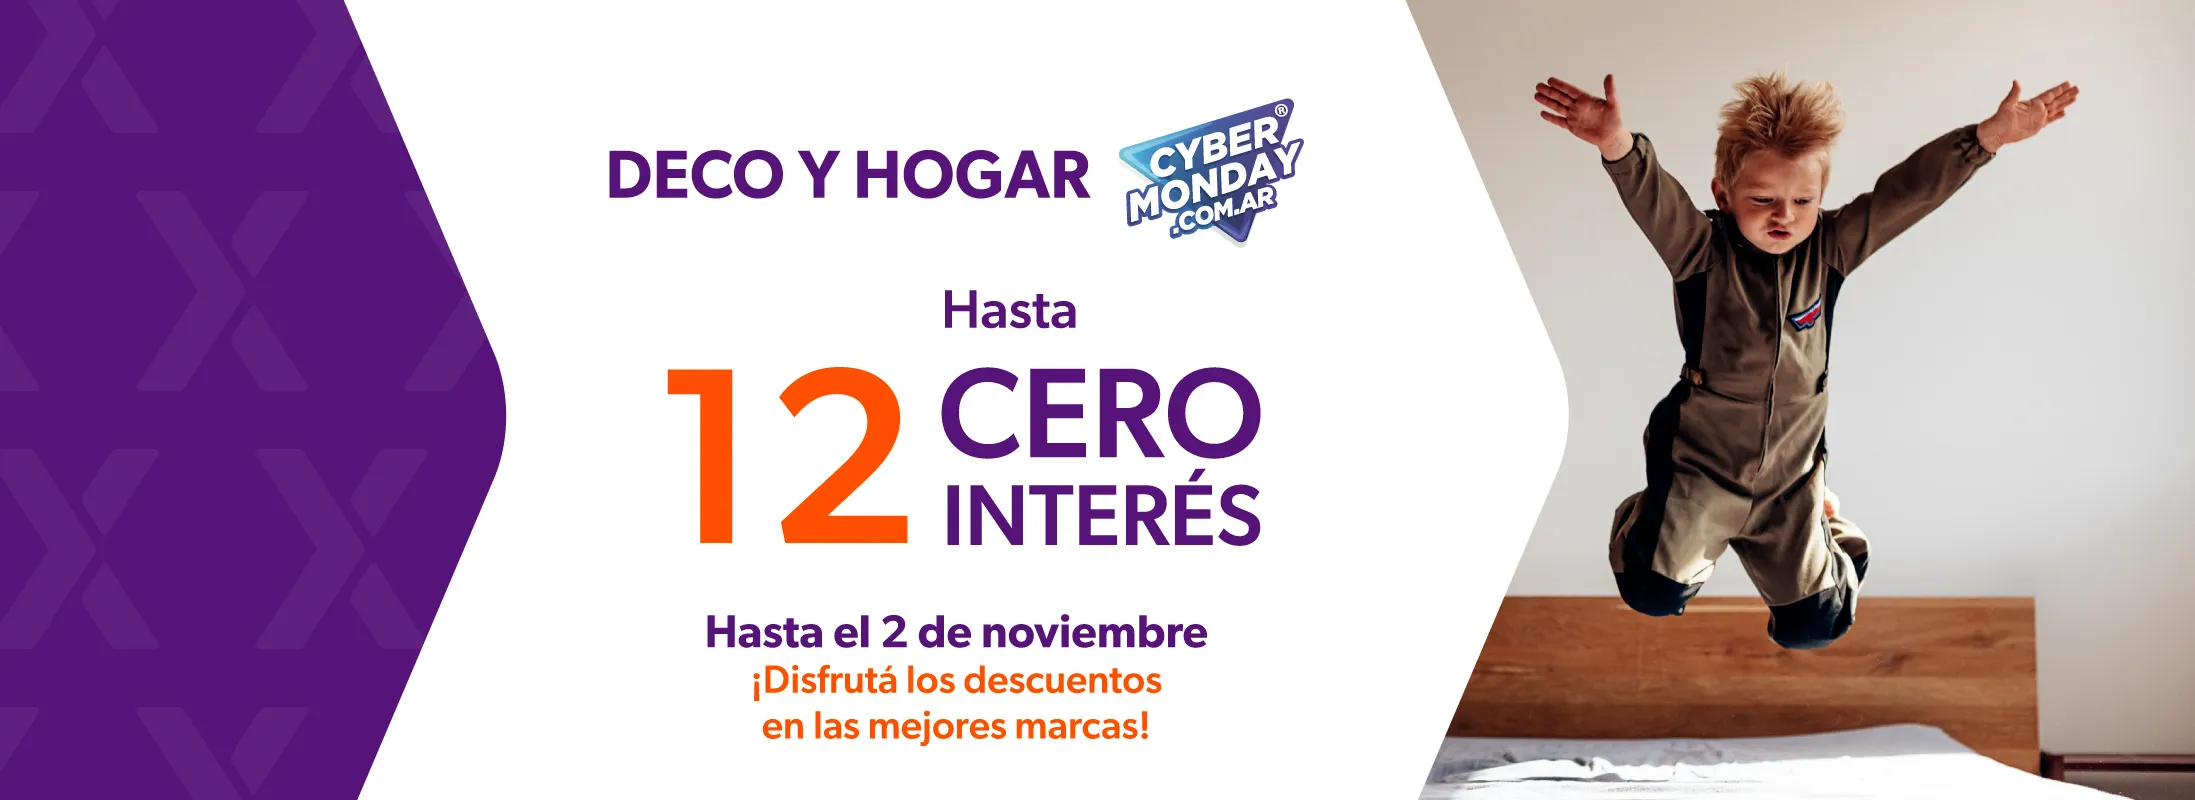 DECO Y HOGAR
CYBER®
MONDAY
.COM.AR
Hasta
12 CERO
INTERÉS
Hasta el 2 de noviembre
¡Disfrutá los descuentos
en las mejores marcas!